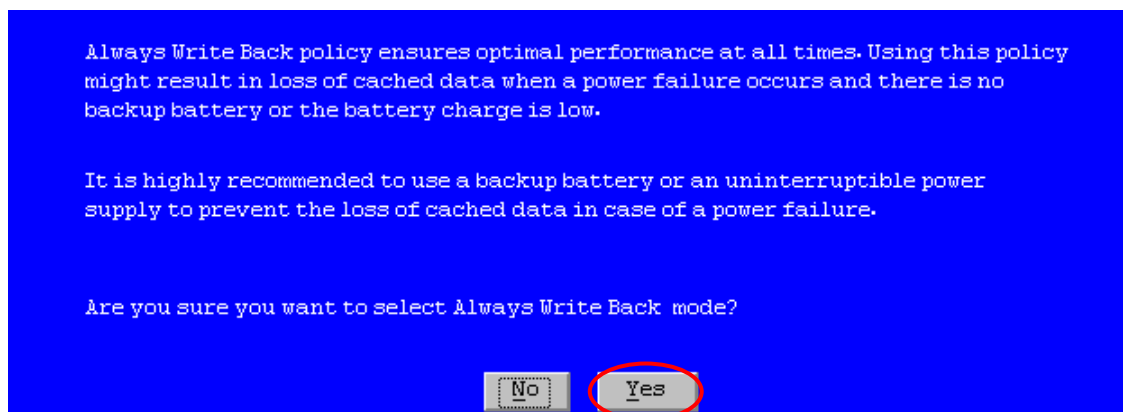 Always Write Back policy ensures optimal performance at all times. Using this policy
might result in loss of cached data when a power failure occurs and there is no
backup battery or the battery charge is low.
It is highly recommended to use a backup battery or an uninterruptible power
supply to prevent the loss of cached data in case of a power failure.
Are you sure you want to select Always Write Back mode?
No Yes